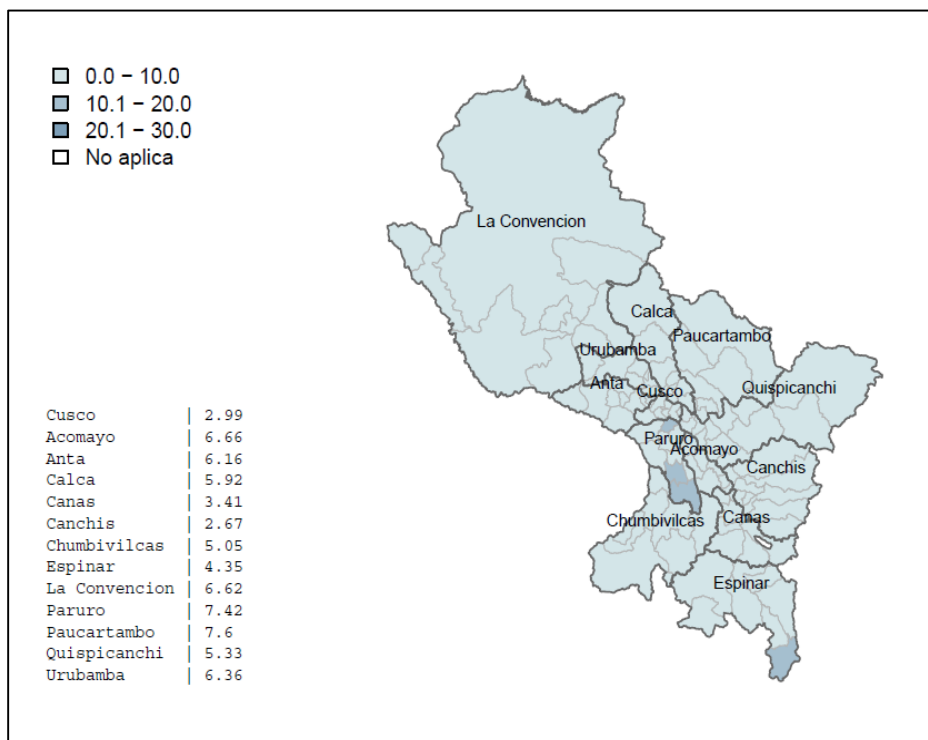 0.0 − 10.0
10.1 − 20.0
20.1 − 30.0
No aplica
La Convencion
Calca
Paucartambo
Urubamba
Anta
Cusco
Quispicanchi
Paruro
Acomayo
Canchis
Chumbivilcas
Canas
Espinar
Cusco | 2.99
Acomayo | 6.66
Anta | 6.16
Calca | 5.92
Canas | 3.41
Canchis | 2.67
Chumbivilcas | 5.05
Espinar | 4.35
La Convencion | 6.62
Paruro | 7.42
Paucartambo | 7.6
Quispicanchi | 5.33
Urubamba | 6.36